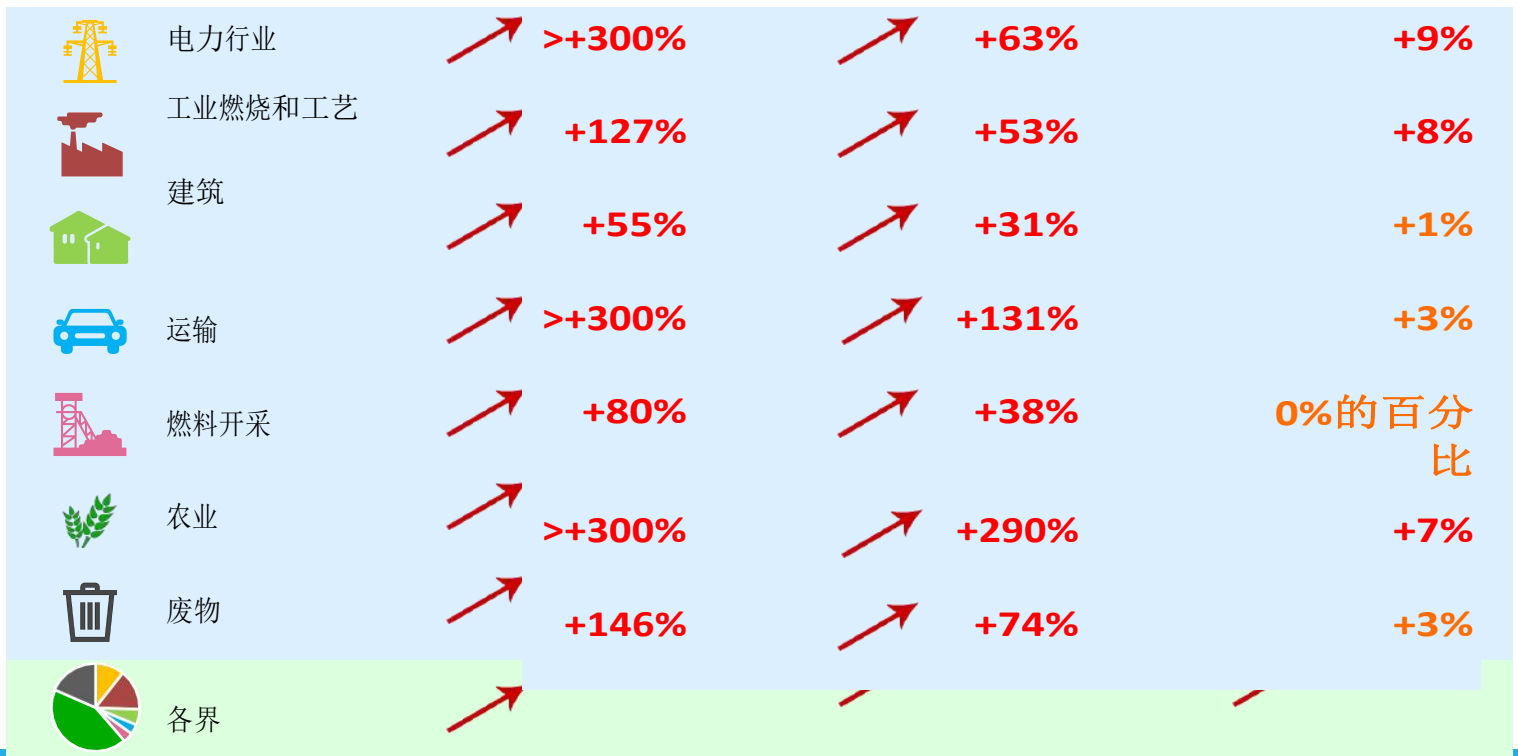 电力行业 >+300% +63% +9%
工业燃烧和工艺 +127% +53% +8%
建筑 +55% +31% +1%
运输 >+300% +131% +3%
燃料开采 +80% +38% 0%的百分
比
农业 >+300% +290% +7%
废物 +146% +74% +3%
各界